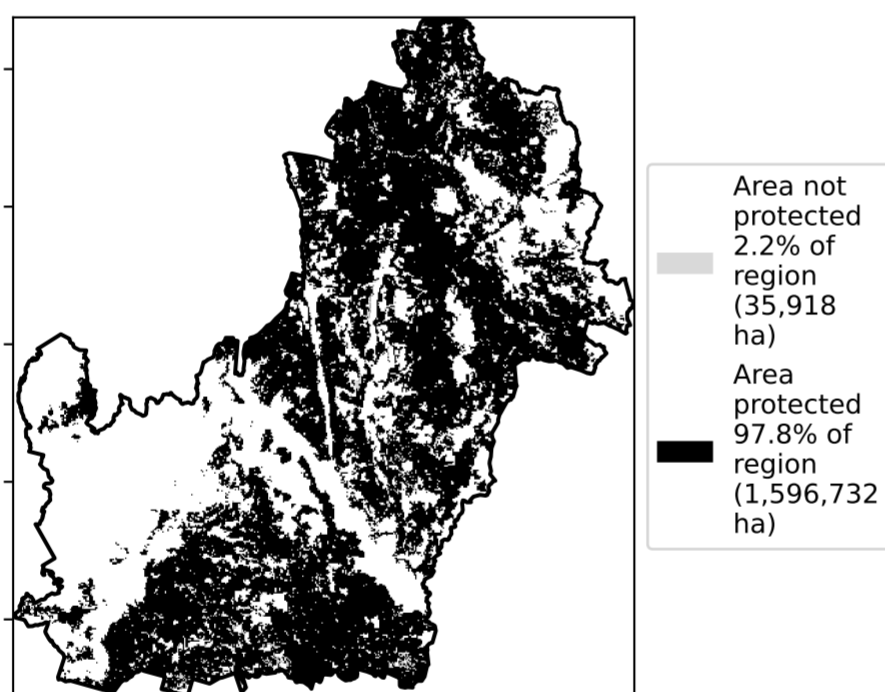 Area not
protected
2.2% of
region
(35,918
ha)
Area
protected
97.8% of
region
(1,596,732
ha)